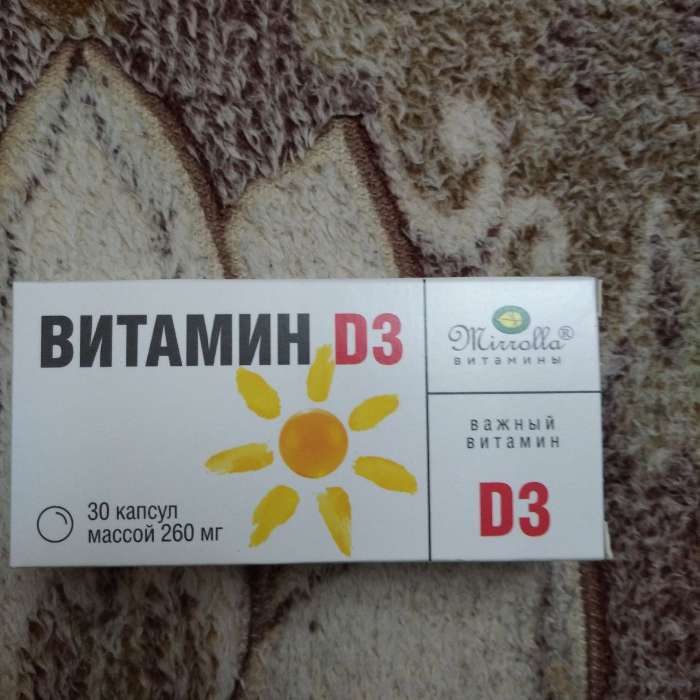 ВИТАМИН D3
30 капсул
массой 260 мг
Mirrolla®
витамины
важный
витамин
D3